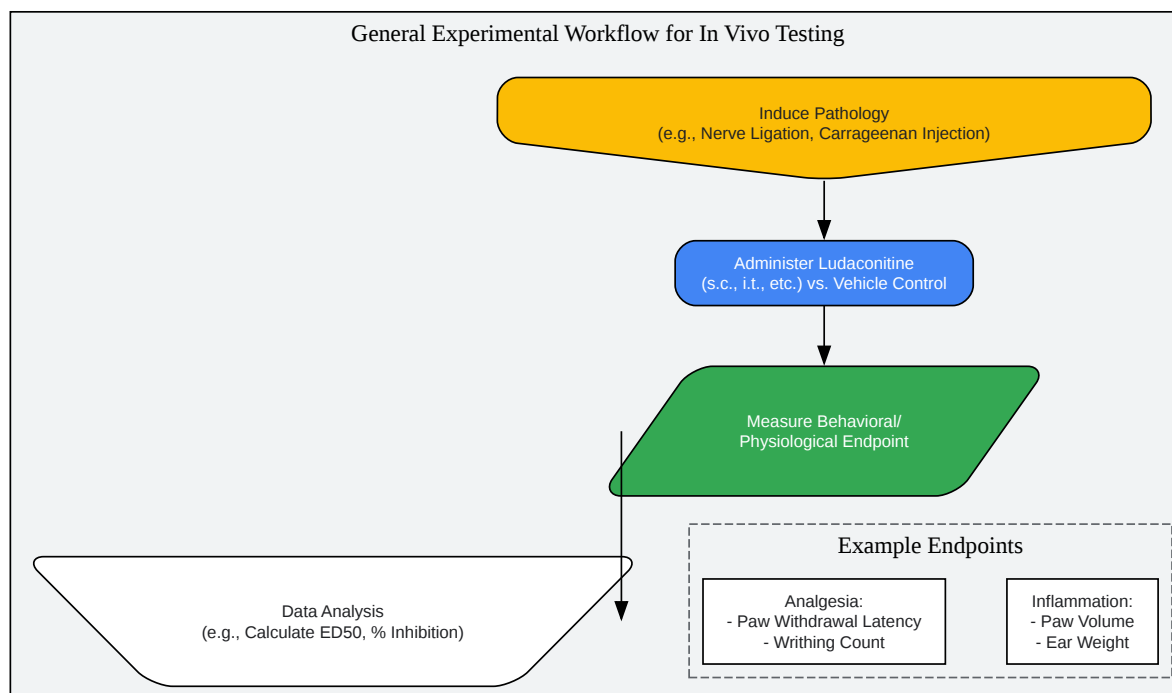 General Experimental Workflow for In Vivo Testing
Induce Pathology
(e.g., Nerve Ligation, Carrageenan Injection)
Administer Ludaconitine
(s.c., i.t., etc.) vs. Vehicle Control
Measure Behavioral/
Physiological Endpoint
Data Analysis
(e.g., Calculate ED50, % Inhibition)
Example Endpoints
Analgesia:
- Paw Withdrawal Latency
- Writhing Count
Inflammation:
- Paw Volume
- Ear Weight